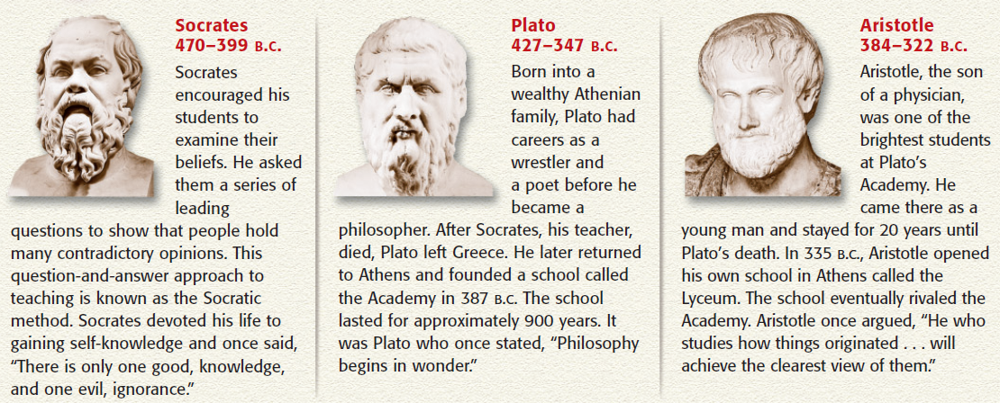 Socrates
470–399 B.C.
Socrates
encouraged his
students to
examine their
beliefs. He asked
them a series of
leading
questions to show that people hold
many contradictory opinions. This
question-and-answer approach to
teaching is known as the Socratic
method. Socrates devoted his life to
gaining self-knowledge and once said,
“There is only one good, knowledge,
and one evil, ignorance.”
Plato
427–347 B.C.
Born into a
wealthy Athenian
family, Plato had
careers as a
wrestler and
a poet before he
became a
philosopher. After Socrates, his teacher,
died, Plato left Greece. He later returned
to Athens and founded a school called
the Academy in 387 B.C. The school
lasted for approximately 900 years. It
was Plato who once stated, “Philosophy
begins in wonder.”
Aristotle
384–322 B.C.
Aristotle, the son
of a physician,
was one of the
brightest students
at Plato’s
Academy. He
came there as a
young man and stayed for 20 years until
Plato’s death. In 335 B.C., Aristotle opened
his own school in Athens called the
Lyceum. The school eventually rivaled the
Academy. Aristotle once argued, “He who
studies how things originated . . . will
achieve the clearest view of them.”